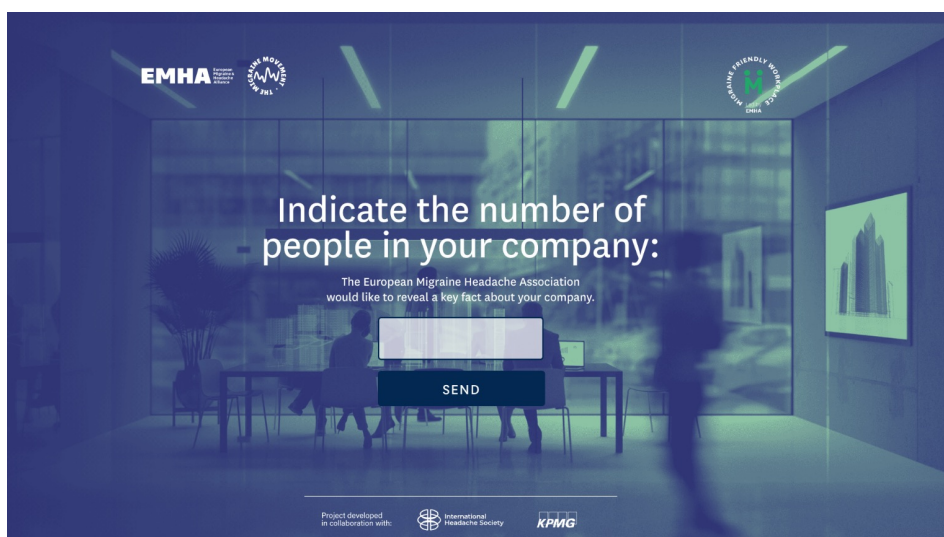 EMHA
European
Migraine &
Headache
Alliance
THE MIGRAINE MOVEMENT
MIGRAINE FRIENDLY WORKPLACE
EMHA
Indicate the number of
people in your company:
The European Migraine Headache Association
would like to reveal a key fact about your company.
SEND
Project developed
in collaboration with:
International
Headache Society
KPMG